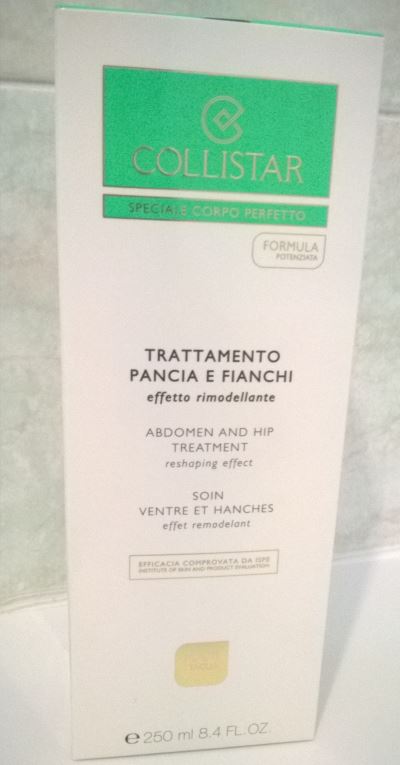 COLLISTAR
SPECIALE CORPO PERFETTO
FORMULA
POTENZIATA
TRATTAMENTO
PANCIA E FIANCHI
effetto rimodellante
ABDOMEN AND HIP
TREATMENT
reshaping effect
SOIN
VENTRE ET HANCHES
effet remodelant
EFFICACIA COMPROVATA DA ISPE
INSTITUTE OF SKIN AND PRODUCT EVALUATION
TAGLIA
e 250 ml 8.4 FL.OZ.